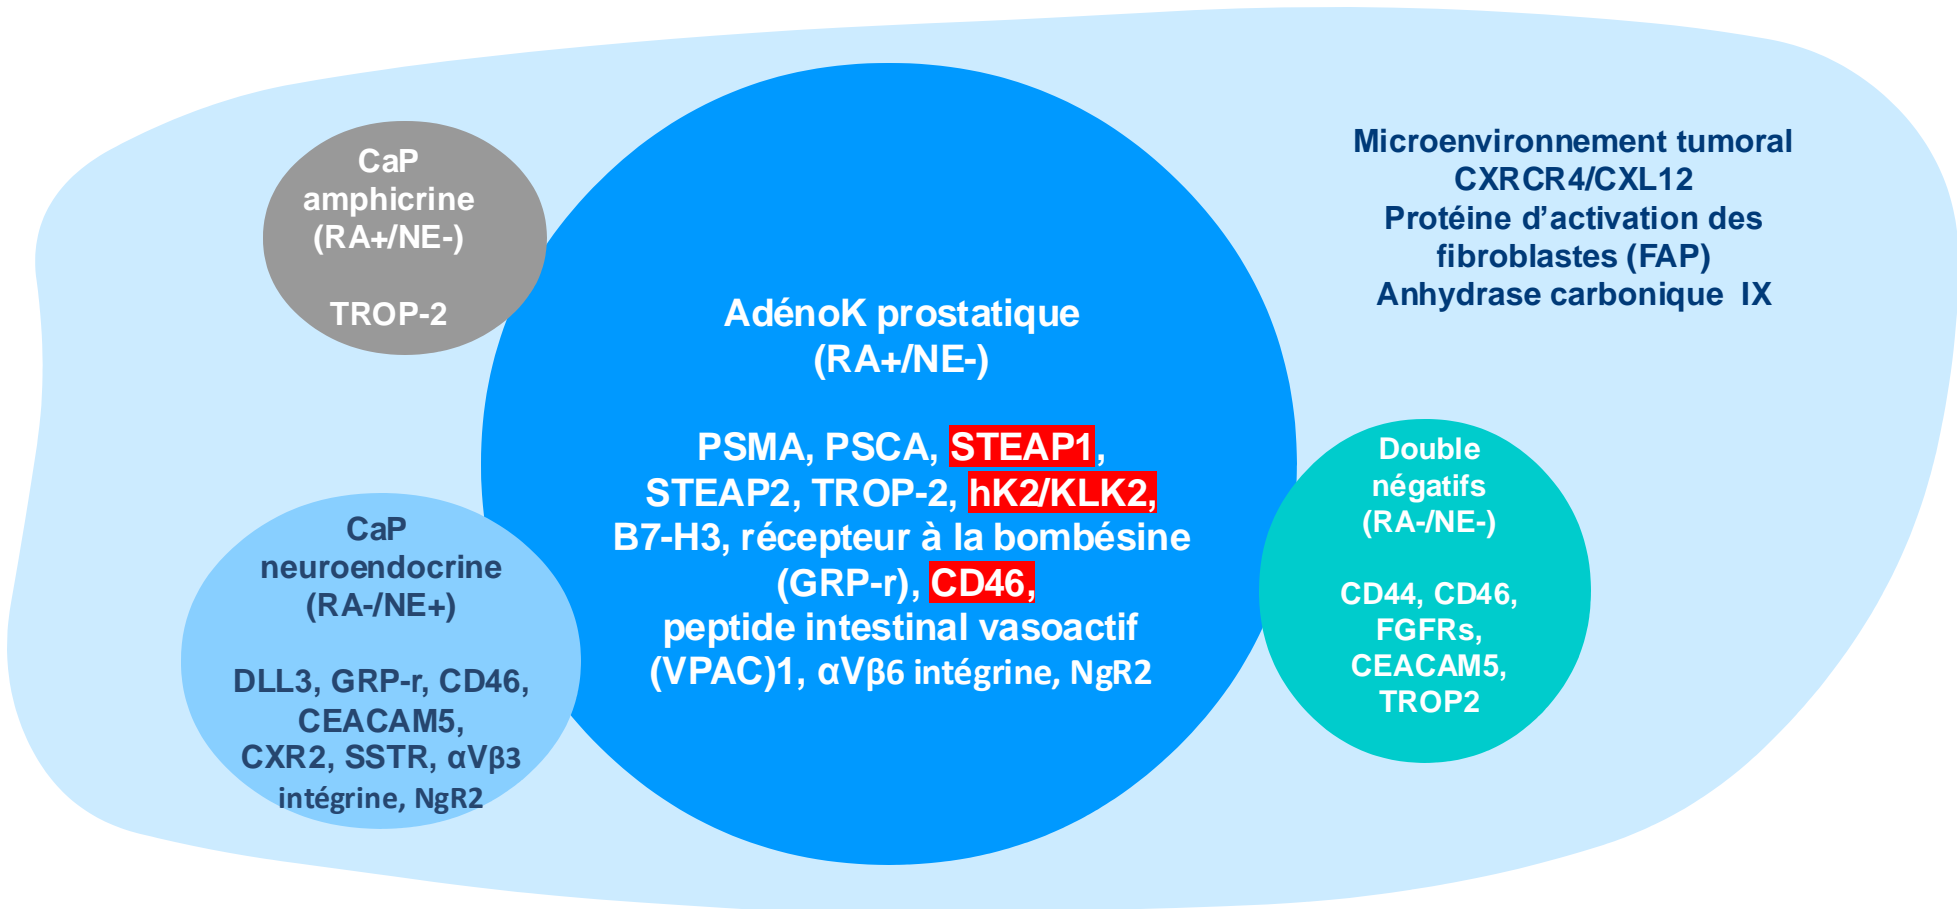 CaP
amphicrine
(RA+/NE-)
TROP-2
AdénoK prostatique
(RA+/NE-)
PSMA, PSCA, STEAP1,
STEAP2, TROP-2, hK2/KLK2,
B7-H3, récepteur à la bombésine
(GRP-r), CD46,
peptide intestinal vasoactif
(VPAC)1, αVβ6 intégrine, NgR2
Microenvironnement tumoral
CXRCR4/CXL12
Protéine d’activation des
fibroblastes (FAP)
Anhydrase carbonique  IX
CaP
neuroendocrine
(RA-/NE+)
DLL3, GRP-r, CD46,
CEACAM5,
CXR2, SSTR, αVβ3
intégrine, NgR2
Double
négatifs
(RA-/NE-)
CD44, CD46,
FGFRs,
CEACAM5,
TROP2